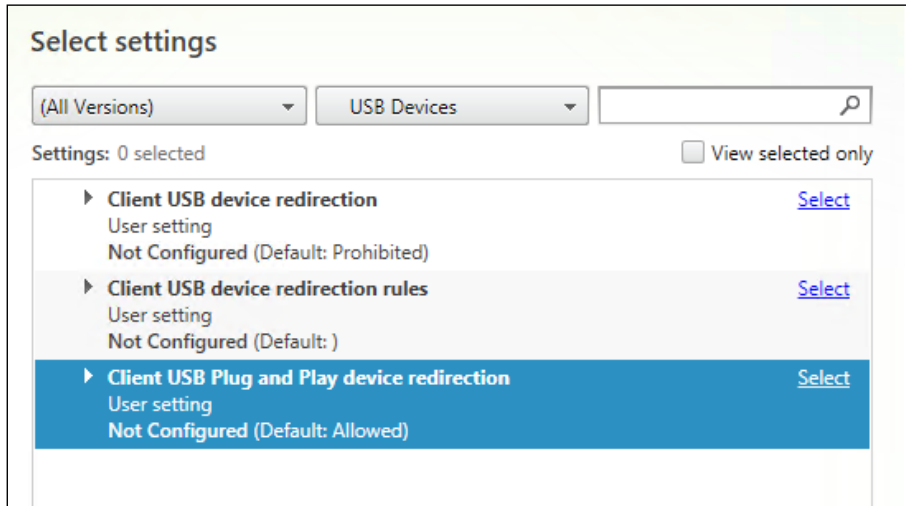 Select settings
(All Versions) USB Devices
Settings: 0 selected View selected only
Client USB device redirection Select
User setting
Not Configured (Default: Prohibited)
Client USB device redirection rules Select
User setting
Not Configured (Default: )
Client USB Plug and Play device redirection Select
User setting
Not Configured (Default: Allowed)